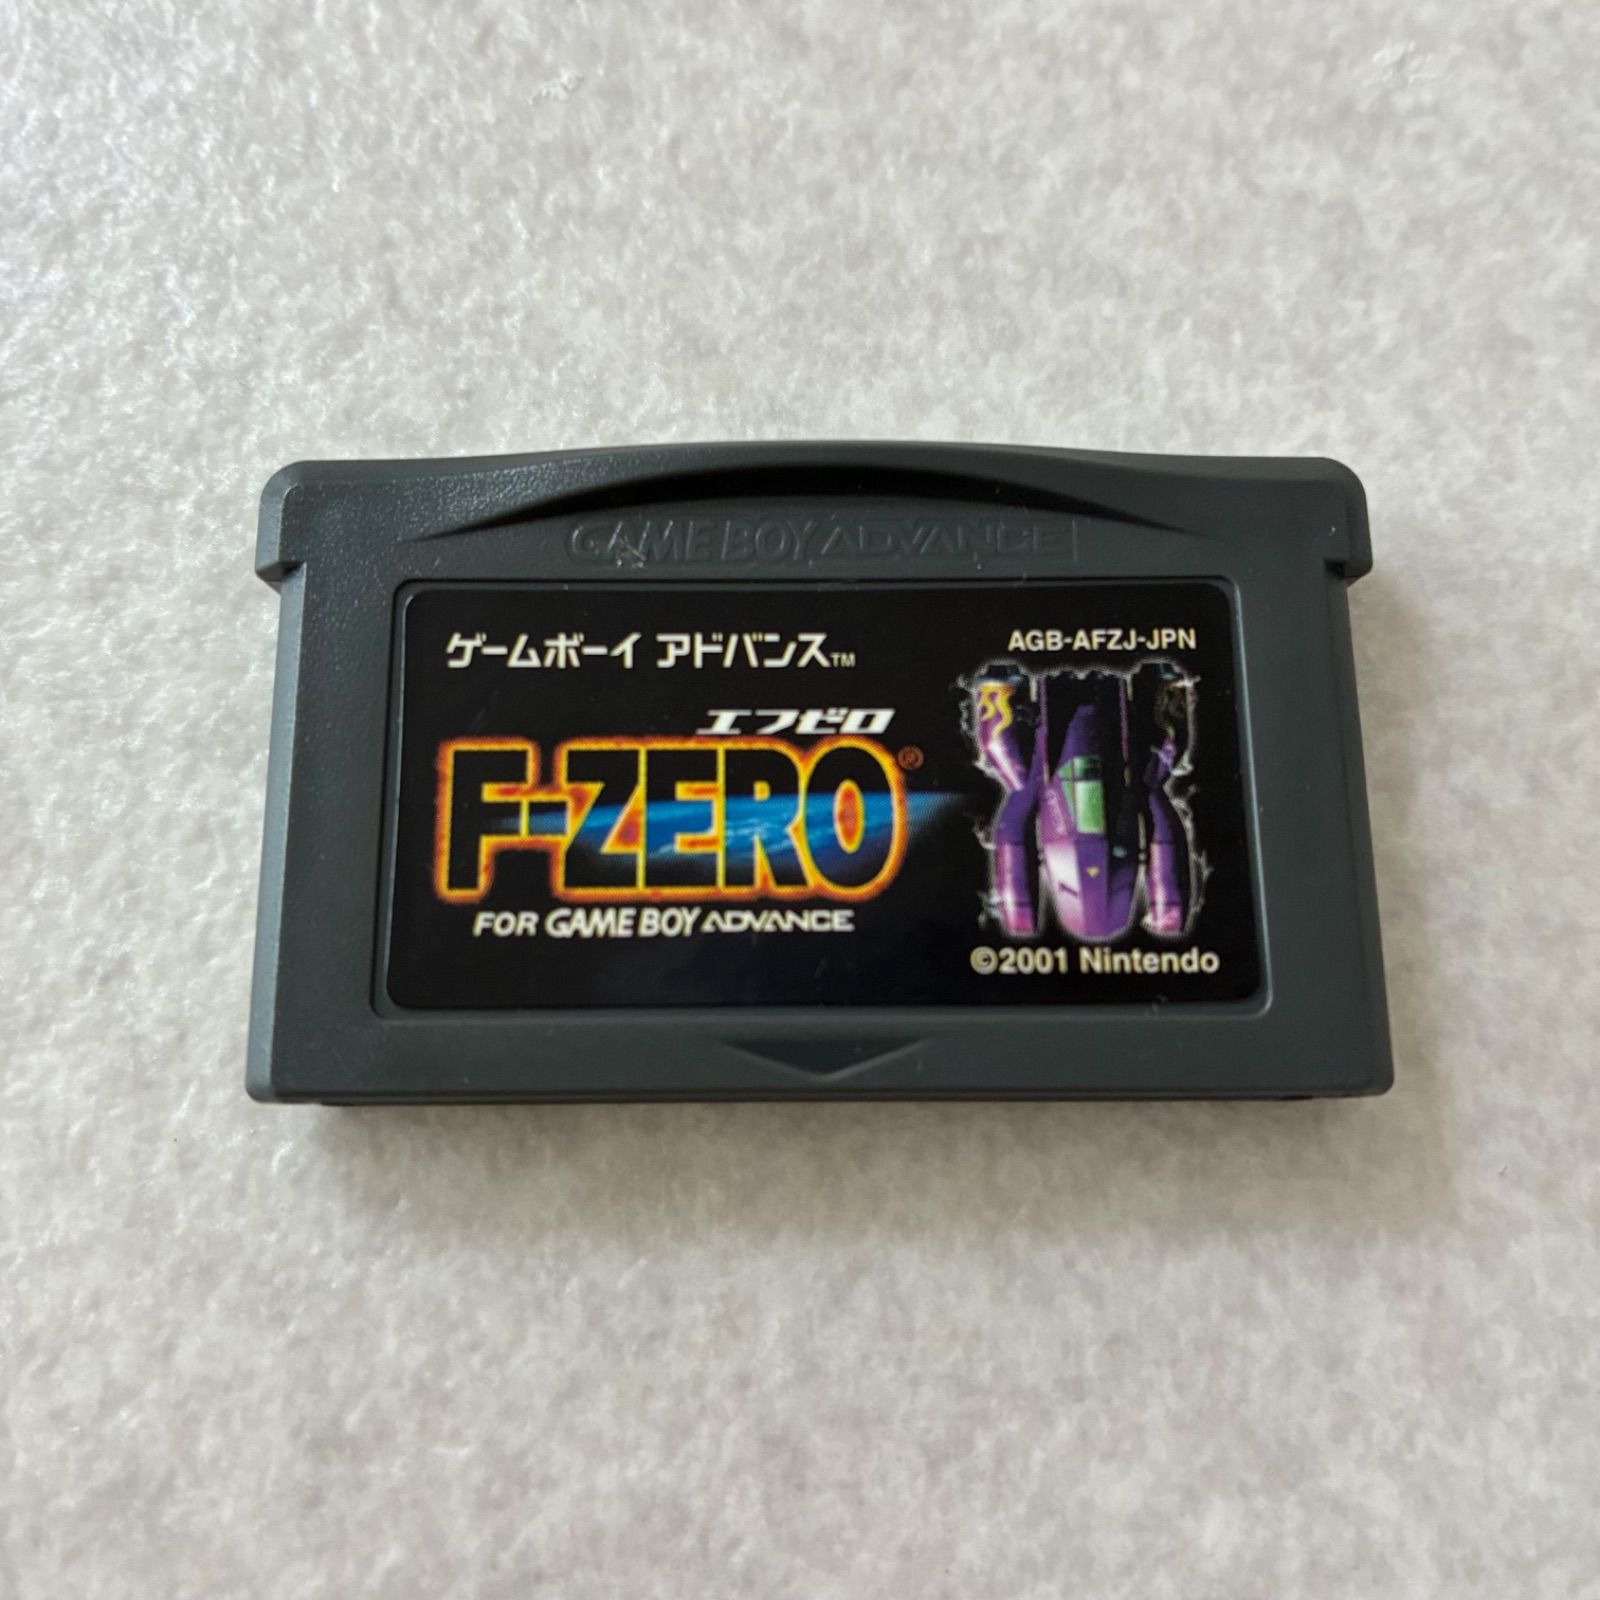 GAME BOY ADVANCE
ゲームボーイ アドバンス™
AGB-AFZJ-JPN
エフゼロ
F-ZERO®
FOR GAME BOY ADVANCE
©2001 Nintendo